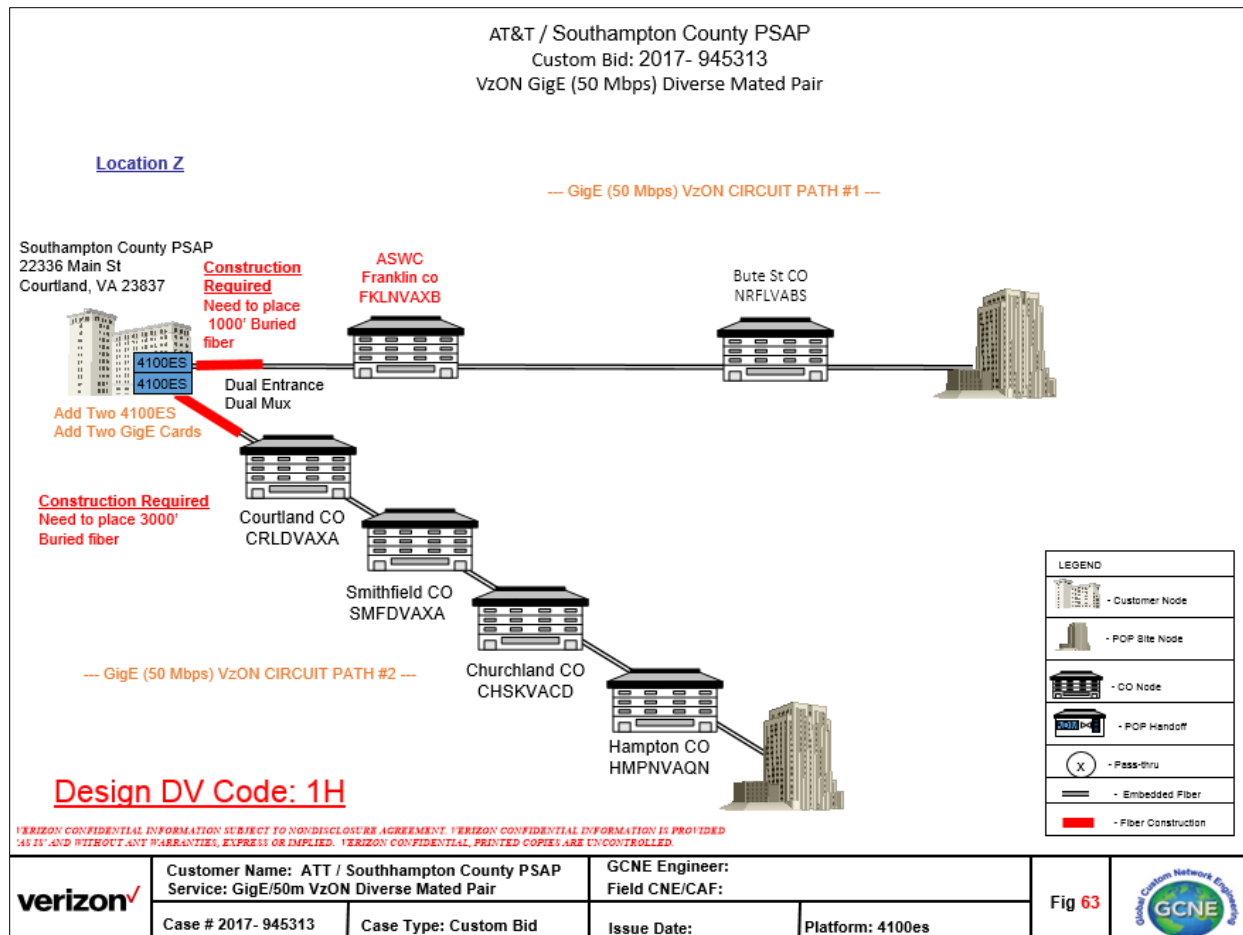 AT&T / Southampton County PSAP
Custom Bid: 2017- 945313
VzON GigE (50 Mbps) Diverse Mated Pair
Location Z
--- GigE (50 Mbps) VzON CIRCUIT PATH #1 ---
Southampton County PSAP
22336 Main St
Courtland, VA 23837
Construction
Required
Need to place
1000' Buried
fiber
ASWC
Franklin co
FKLNVAXB
Bute St CO
NRFLVABS
4100ES
4100ES
Dual Entrance
Dual Mux
Add Two 4100ES
Add Two GigE Cards
Construction Required
Need to place 3000'
Buried fiber
Courtland CO
CRLDVAXA
Smithfield CO
SMFDVAXA
Churchland CO
CHSKVACD
Hampton CO
HMPNVAQN
--- GigE (50 Mbps) VzON CIRCUIT PATH #2 ---
LEGEND
- Customer Node
- POP Site Node
- CO Node
- POP Handoff
X
- Pass-thru
- Embedded Fiber
- Fiber Construction
Design DV Code: 1H
VERIZON CONFIDENTIAL INFORMATION SUBJECT TO NONDISCLOSURE AGREEMENT. VERIZON CONFIDENTIAL INFORMATION IS PROVIDED
'AS IS' AND WITHOUT ANY WARRANTIES, EXPRESS OR IMPLIED. VERIZON CONFIDENTIAL, PRINTED COPIES ARE UNCONTROLLED.
verizon✓
Customer Name: ATT / Southhampton County PSAP
Service: GigE/50m VzON Diverse Mated Pair
GCNE Engineer:
Field CNE/CAF:
Case # 2017- 945313
Case Type: Custom Bid
Issue Date:
Platform: 4100es
Fig 63
Global Custom Network Engineering
GCNE